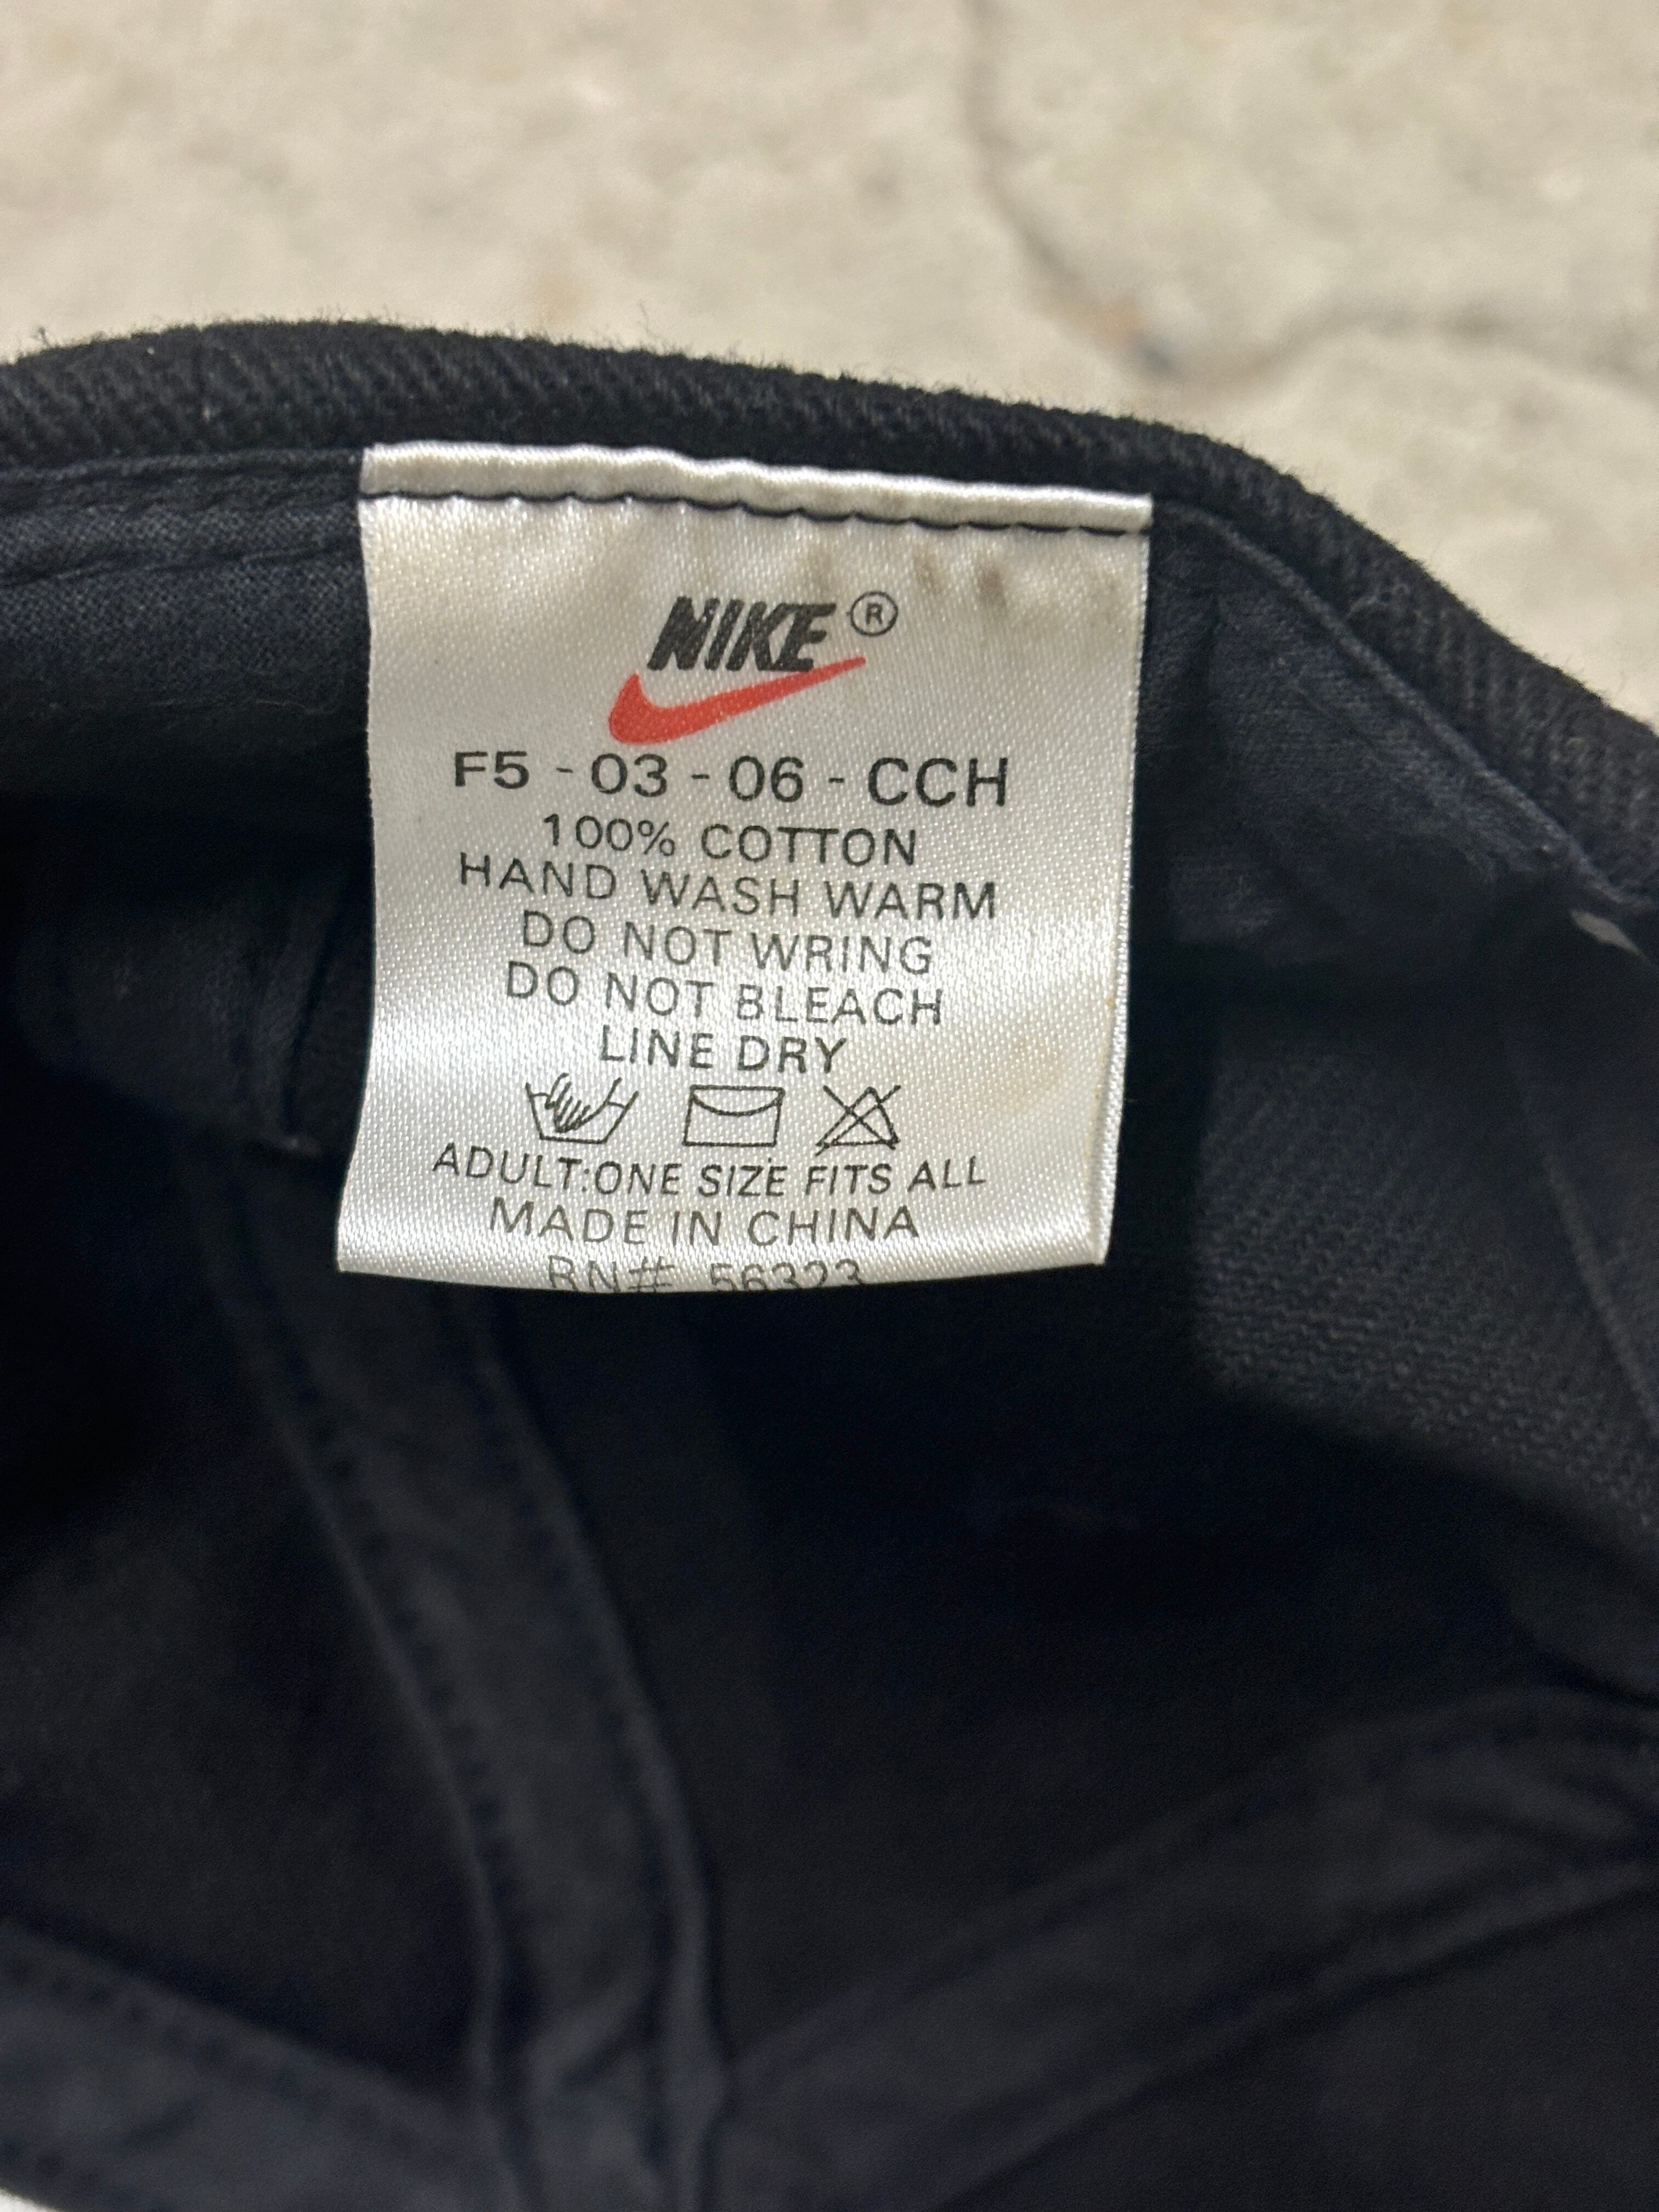 NIKE®
F5 - 03 - 06 - CCH
100% COTTON
HAND WASH WARM
DO NOT WRING
DO NOT BLEACH
LINE DRY
ADULT:ONE SIZE FITS ALL
MADE IN CHINA
RN# 56323